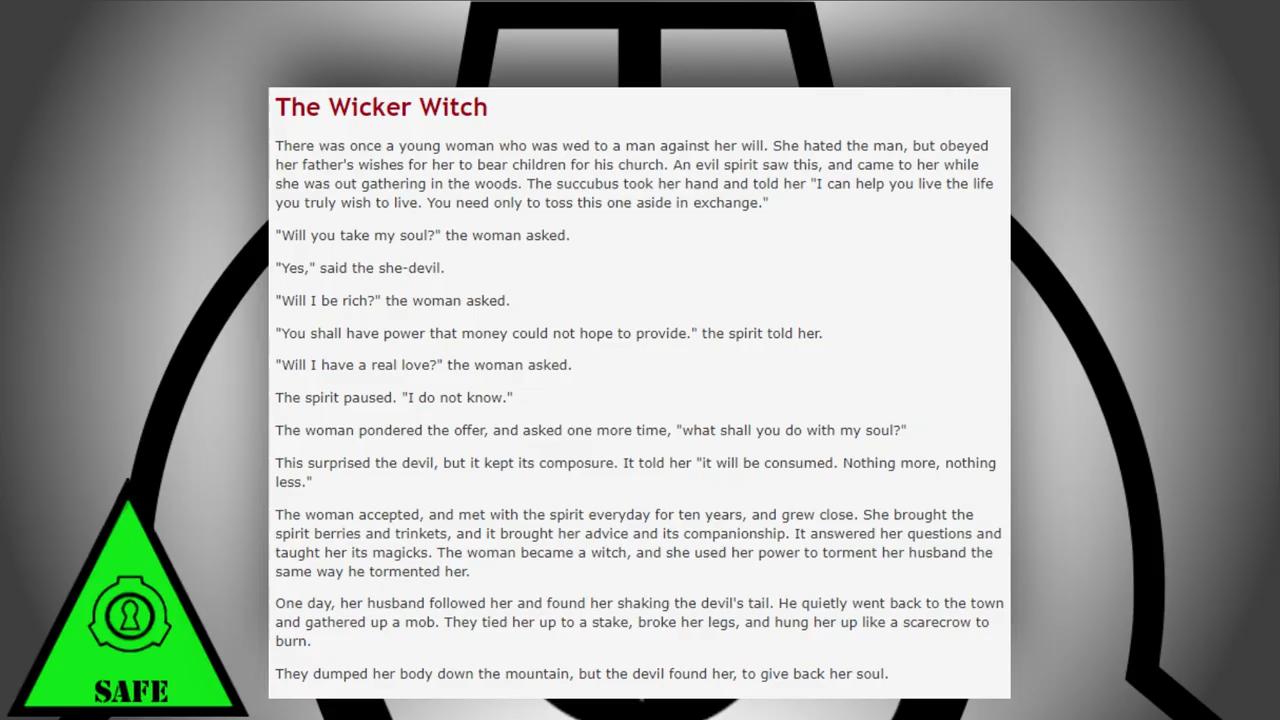 The Wicker Witch
There was once a young woman who was wed to a man against her will. She hated the man, but obeyed
her father's wishes for her to bear children for his church. An evil spirit saw this, and came to her while
she was out gathering in the woods. The succubus took her hand and told her "I can help you live the life
you truly wish to live. You need only to toss this one aside in exchange."
"Will you take my soul?" the woman asked.
"Yes," said the she-devil.
"Will I be rich?" the woman asked.
"You shall have power that money could not hope to provide." the spirit told her.
"Will I have a real love?" the woman asked.
The spirit paused. "I do not know."
The woman pondered the offer, and asked one more time, "what shall you do with my soul?"
This surprised the devil, but it kept its composure. It told her "it will be consumed. Nothing more, nothing
less."
The woman accepted, and met with the spirit everyday for ten years, and grew close. She brought the
spirit berries and trinkets, and it brought her advice and its companionship. It answered her questions and
taught her its magicks. The woman became a witch, and she used her power to torment her husband the
same way he tormented her.
One day, her husband followed her and found her shaking the devil's tail. He quietly went back to the town
and gathered up a mob. They tied her up to a stake, broke her legs, and hung her up like a scarecrow to
burn.
They dumped her body down the mountain, but the devil found her, to give back her soul.
SAFE